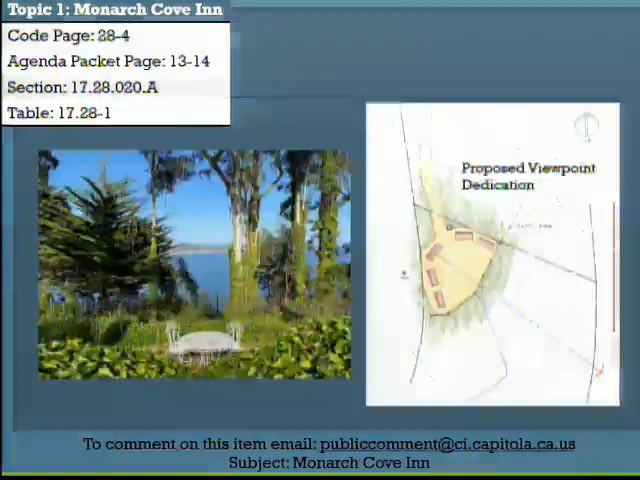 Topic 1: Monarch Cove Inn
Code Page: 28-4
Agenda Packet Page: 13-14
Section: 17.28.020.A
Table: 17.28-1
Proposed Viewpoint
Dedication
To comment on this item email: publiccomment@ci.capitola.ca.us
Subject: Monarch Cove Inn